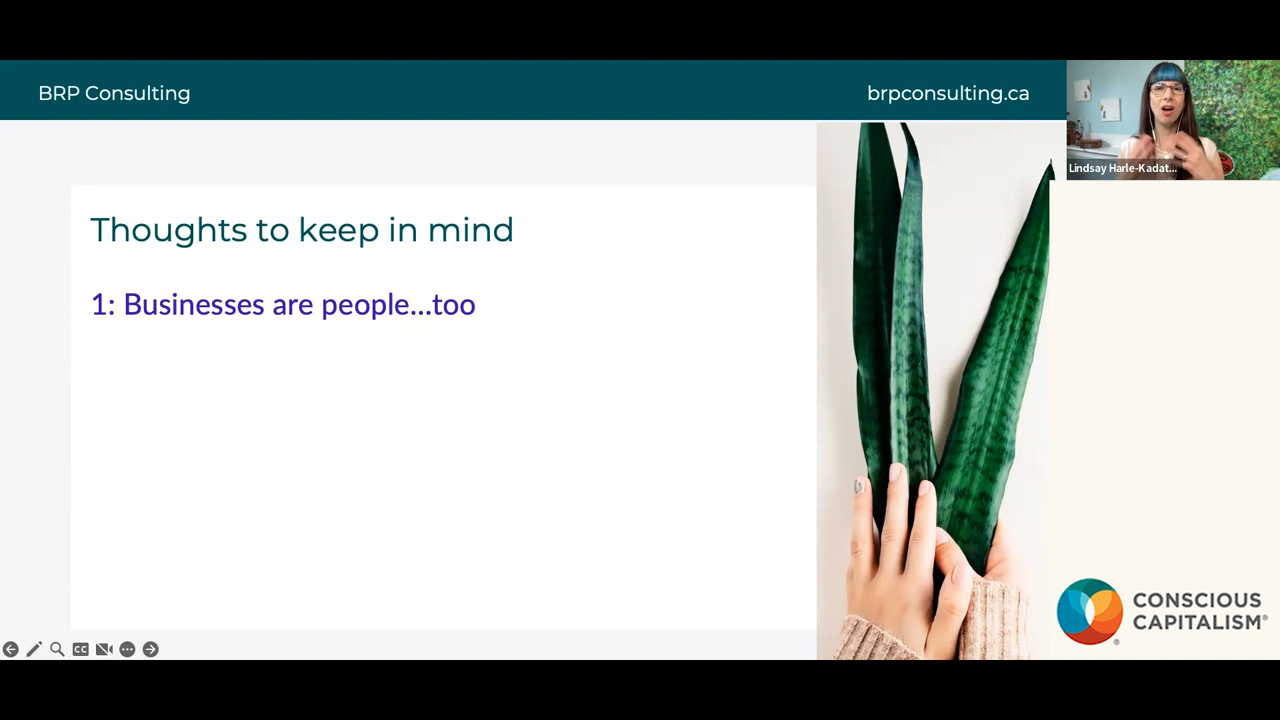 BRP Consulting
brpconsulting.ca
Lindsay Harle-Kadat...
Thoughts to keep in mind
1: Businesses are people...too
CONSCIOUS
CAPITALISM®
®
CC